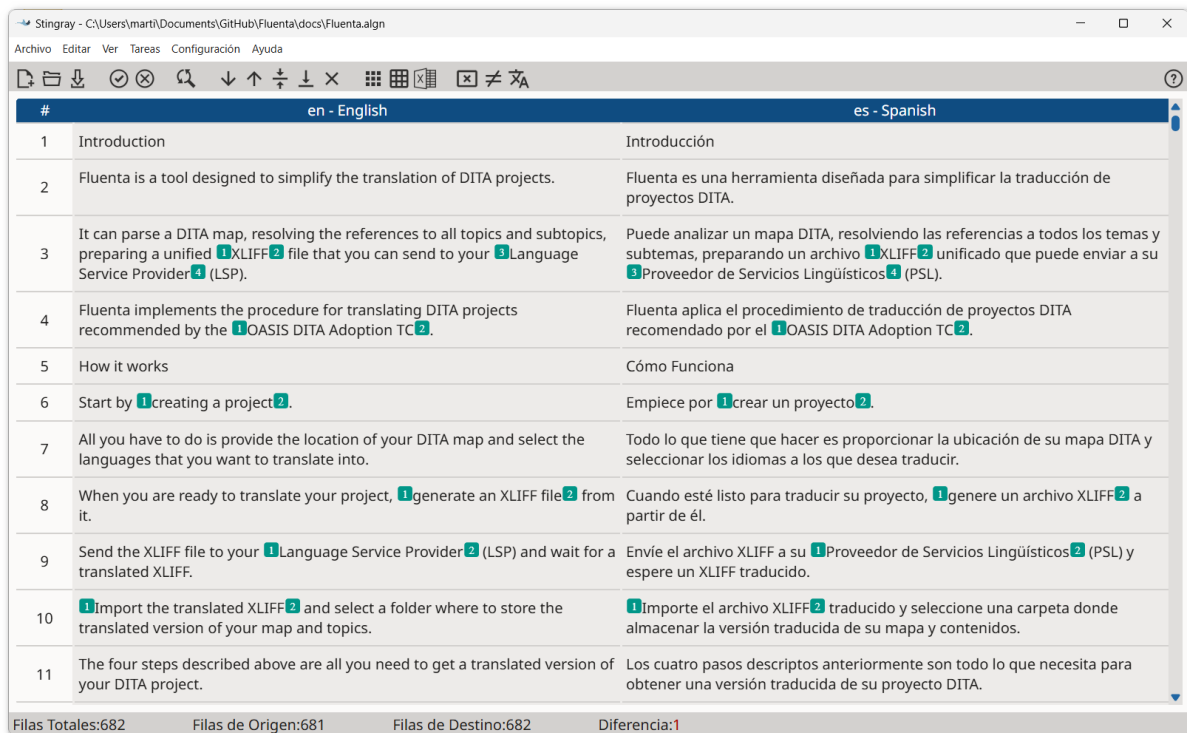 Stingray - C:\Users\marti\Documents\GitHub\Fluenta\docs\Fluenta.algn
Archivo Editar Ver Tareas Configuración Ayuda
# en - English es - Spanish
1 Introduction Introducción
2 Fluenta is a tool designed to simplify the translation of DITA projects. Fluenta es una herramienta diseñada para simplificar la traducción de
proyectos DITA.
3 It can parse a DITA map, resolving the references to all topics and subtopics,
preparing a unified 1XLIFF2 file that you can send to your 3Language
Service Provider4 (LSP).
Puede analizar un mapa DITA, resolviendo las referencias a todos los temas y
subtemas, preparando un archivo 1XLIFF2 unificado que puede enviar a su
3Proveedor de Servicios Lingüísticos4 (PSL).
4 Fluenta implements the procedure for translating DITA projects
recommended by the 1OASIS DITA Adoption TC2.
Fluenta aplica el procedimiento de traducción de proyectos DITA
recomendado por el 1OASIS DITA Adoption TC2.
5 How it works Cómo Funciona
6 Start by 1creating a project2. Empiece por 1crear un proyecto2.
7 All you have to do is provide the location of your DITA map and select the
languages that you want to translate into.
Todo lo que tiene que hacer es proporcionar la ubicación de su mapa DITA y
seleccionar los idiomas a los que desea traducir.
8 When you are ready to translate your project, 1generate an XLIFF file2 from
it.
Cuando esté listo para traducir su proyecto, 1genere un archivo XLIFF2 a
partir de él.
9 Send the XLIFF file to your 1Language Service Provider2 (LSP) and wait for a
translated XLIFF.
Envíe el archivo XLIFF a su 1Proveedor de Servicios Lingüísticos2 (PSL) y
espere un XLIFF traducido.
10 1Import the translated XLIFF2 and select a folder where to store the
translated version of your map and topics.
1Importe el archivo XLIFF2 traducido y seleccione una carpeta donde
almacenar la versión traducida de su mapa y contenidos.
11 The four steps described above are all you need to get a translated version of
your DITA project.
Los cuatro pasos descriptos anteriormente son todo lo que necesita para
obtener una versión traducida de su proyecto DITA.
Filas Totales:682 Filas de Origen:681 Filas de Destino:682 Diferencia:1